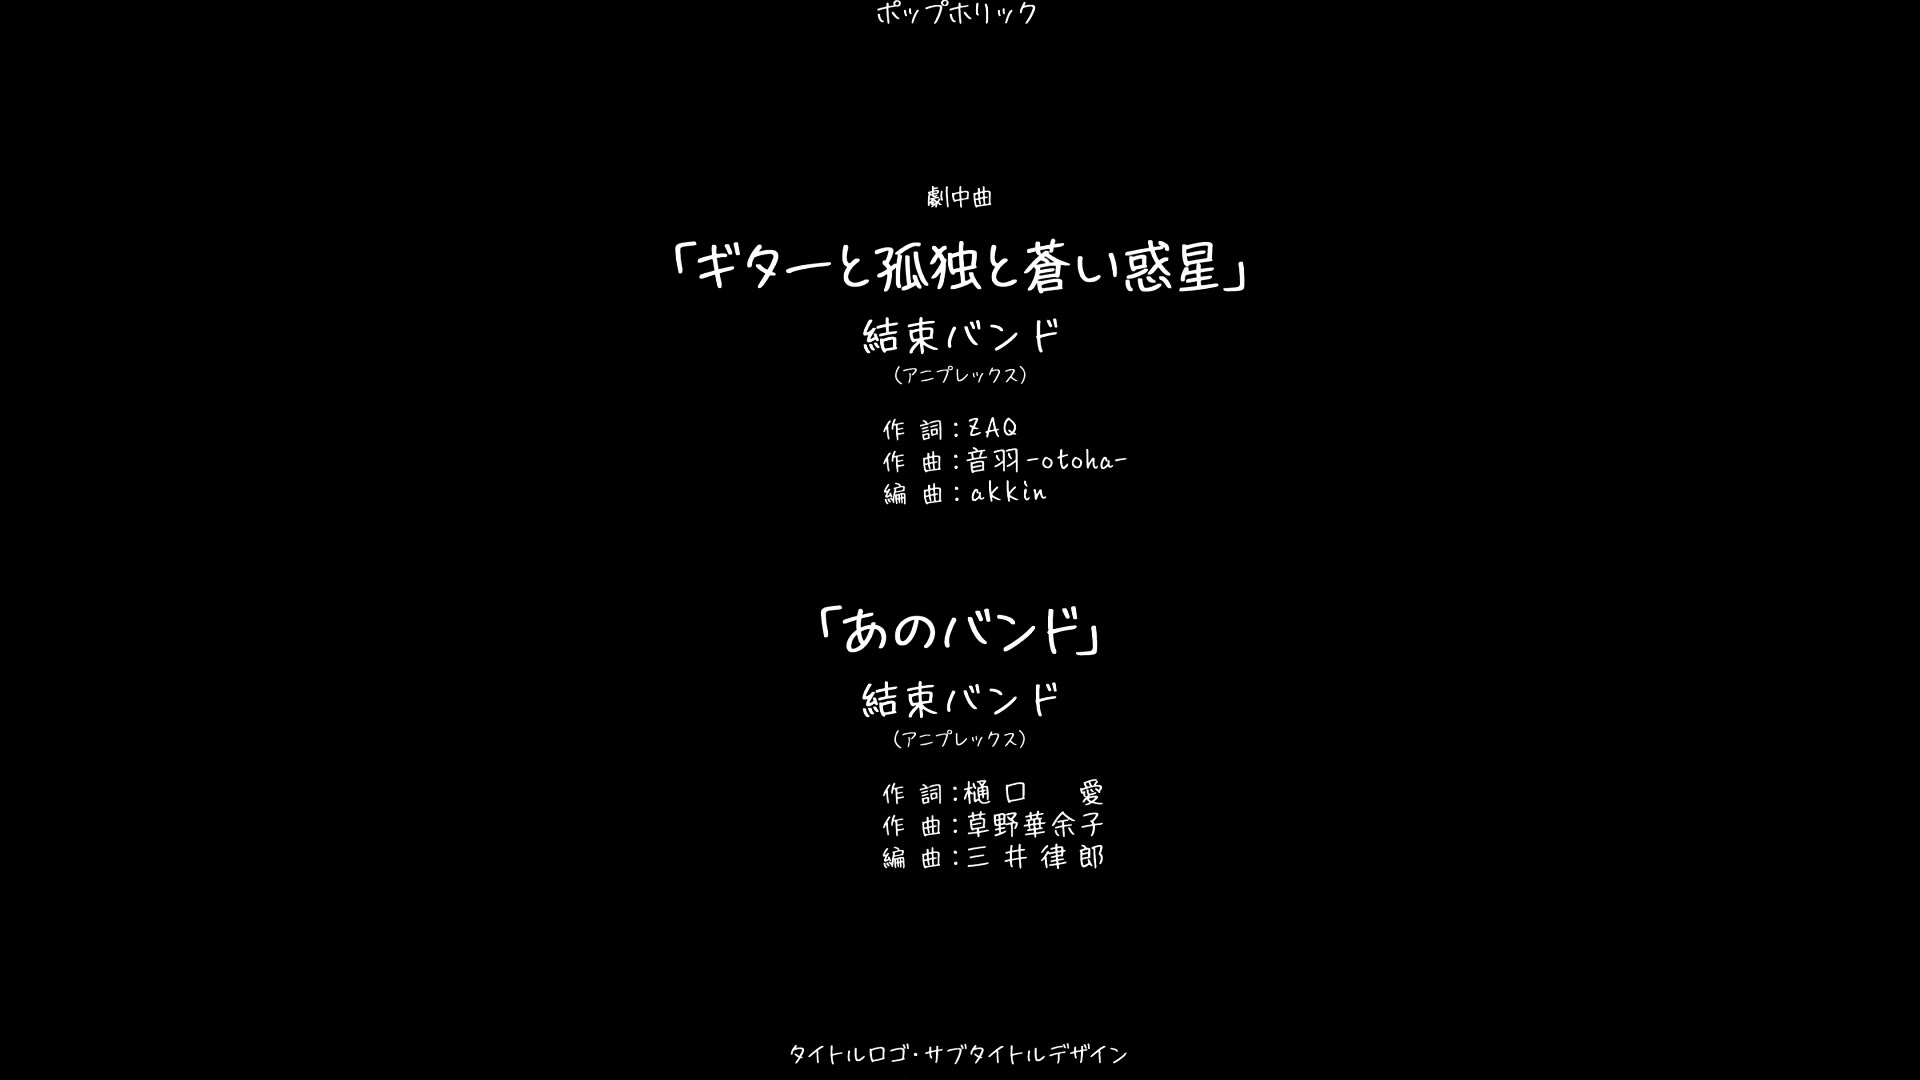 ポップホリック
劇中曲
「ギターと孤独と蒼い惑星」
結束バンド
(アニプレックス)
作 詞：ZAQ
作 曲：音羽-otoha-
編 曲：akkin
「あのバンド」
結束バンド
(アニプレックス)
作 詞：樋口　愛
作 曲：草野華余子
編 曲：三井律郎
タイトルロゴ・サブタイトルデザイン